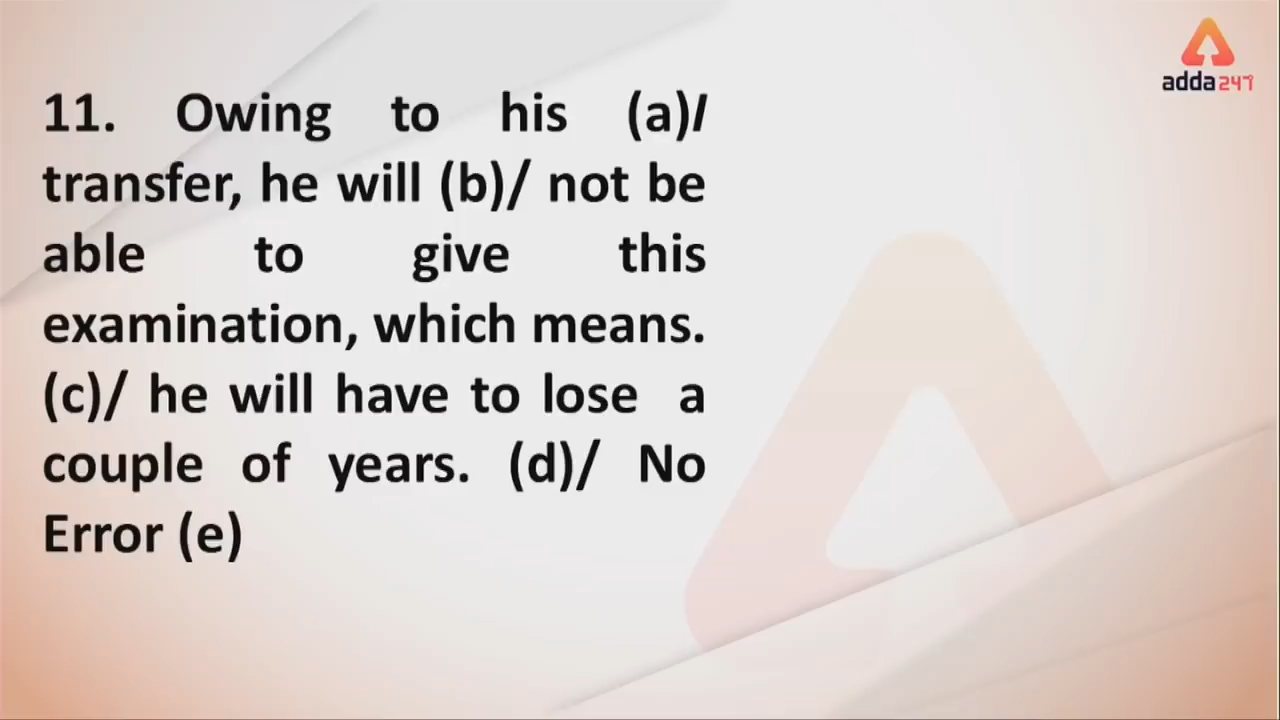 adda247
11. Owing to his (a)/
transfer, he will (b)/ not be
able to give this
examination, which means.
(c)/ he will have to lose a
couple of years. (d)/ No
Error (e)